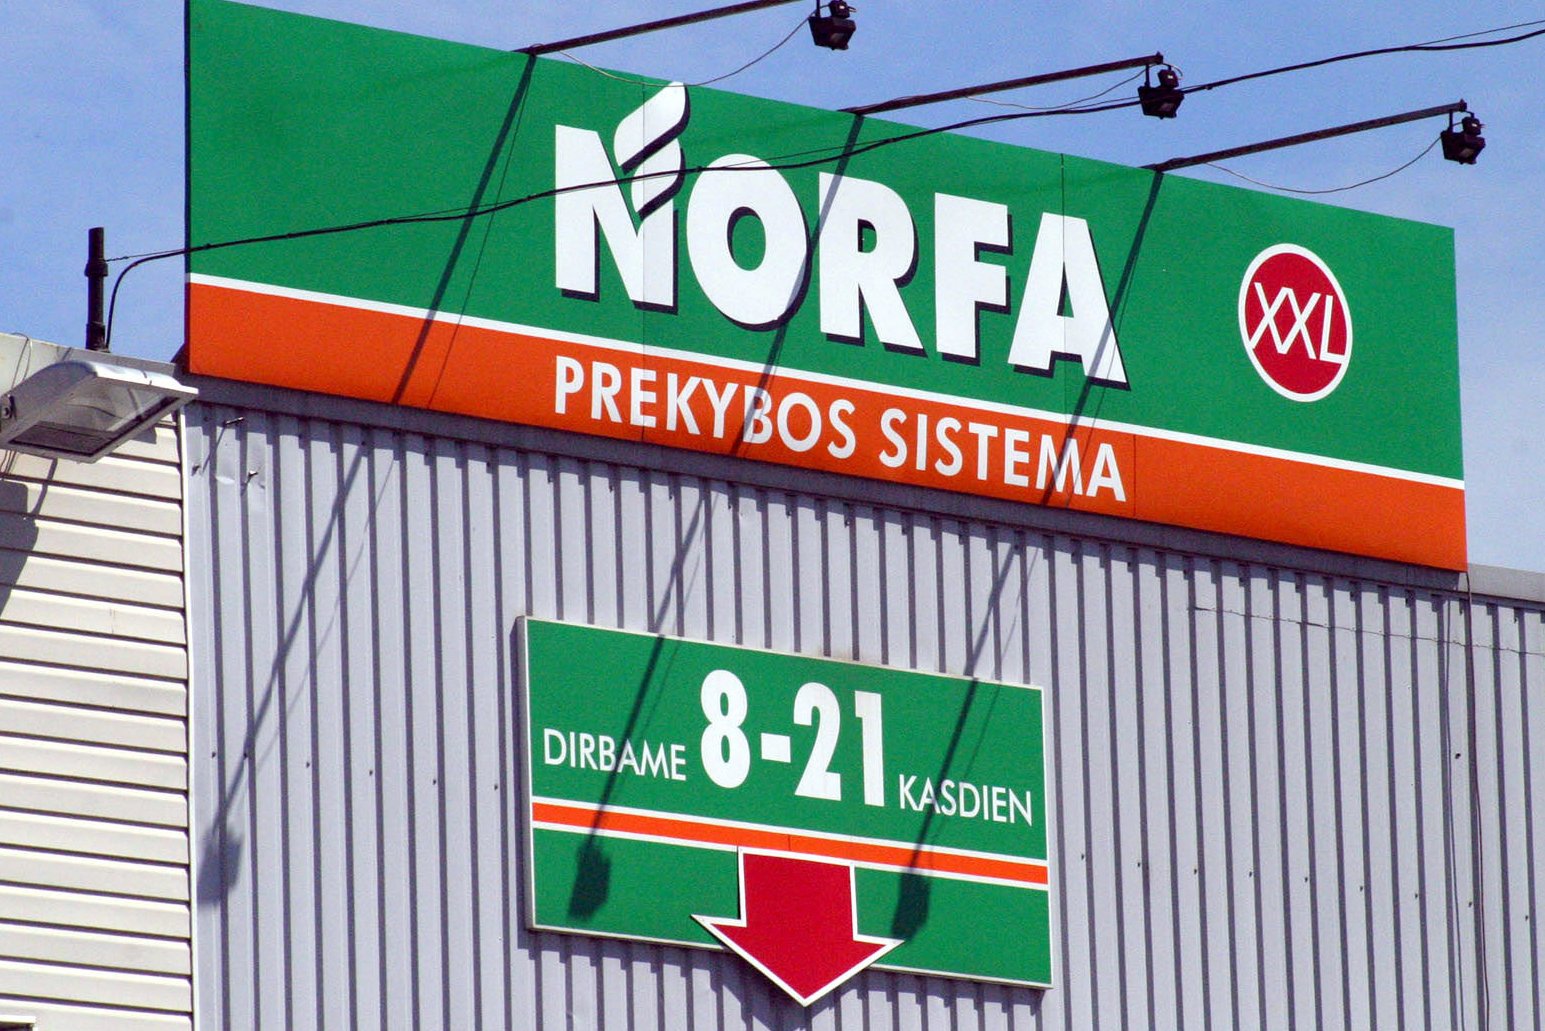 NORFA
XXL
PREKYBOS SISTEMA
DIRBAME 8-21 KASDIEN